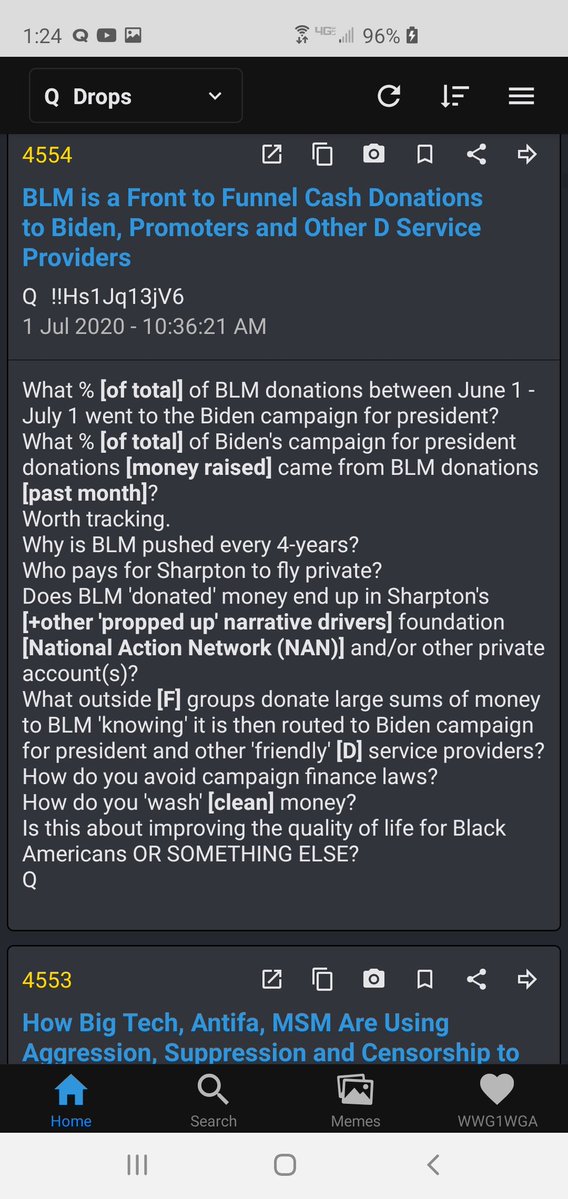 1:24
4GE 96%
Q Drops
4554
BLM is a Front to Funnel Cash Donations
to Biden, Promoters and Other D Service
Providers
Q !!Hs1Jq13jV6
1 Jul 2020 - 10:36:21 AM
What % [of total] of BLM donations between June 1 -
July 1 went to the Biden campaign for president?
What % [of total] of Biden's campaign for president
donations [money raised] came from BLM donations
[past month]?
Worth tracking.
Why is BLM pushed every 4-years?
Who pays for Sharpton to fly private?
Does BLM 'donated' money end up in Sharpton's
[+other 'propped up' narrative drivers] foundation
[National Action Network (NAN)] and/or other private
account(s)?
What outside [F] groups donate large sums of money
to BLM 'knowing' it is then routed to Biden campaign
for president and other 'friendly' [D] service providers?
How do you avoid campaign finance laws?
How do you 'wash' [clean] money?
Is this about improving the quality of life for Black
Americans OR SOMETHING ELSE?
Q
4553
How Big Tech, Antifa, MSM Are Using
Aggression, Suppression and Censorship to
Home Search Memes WWG1WGA